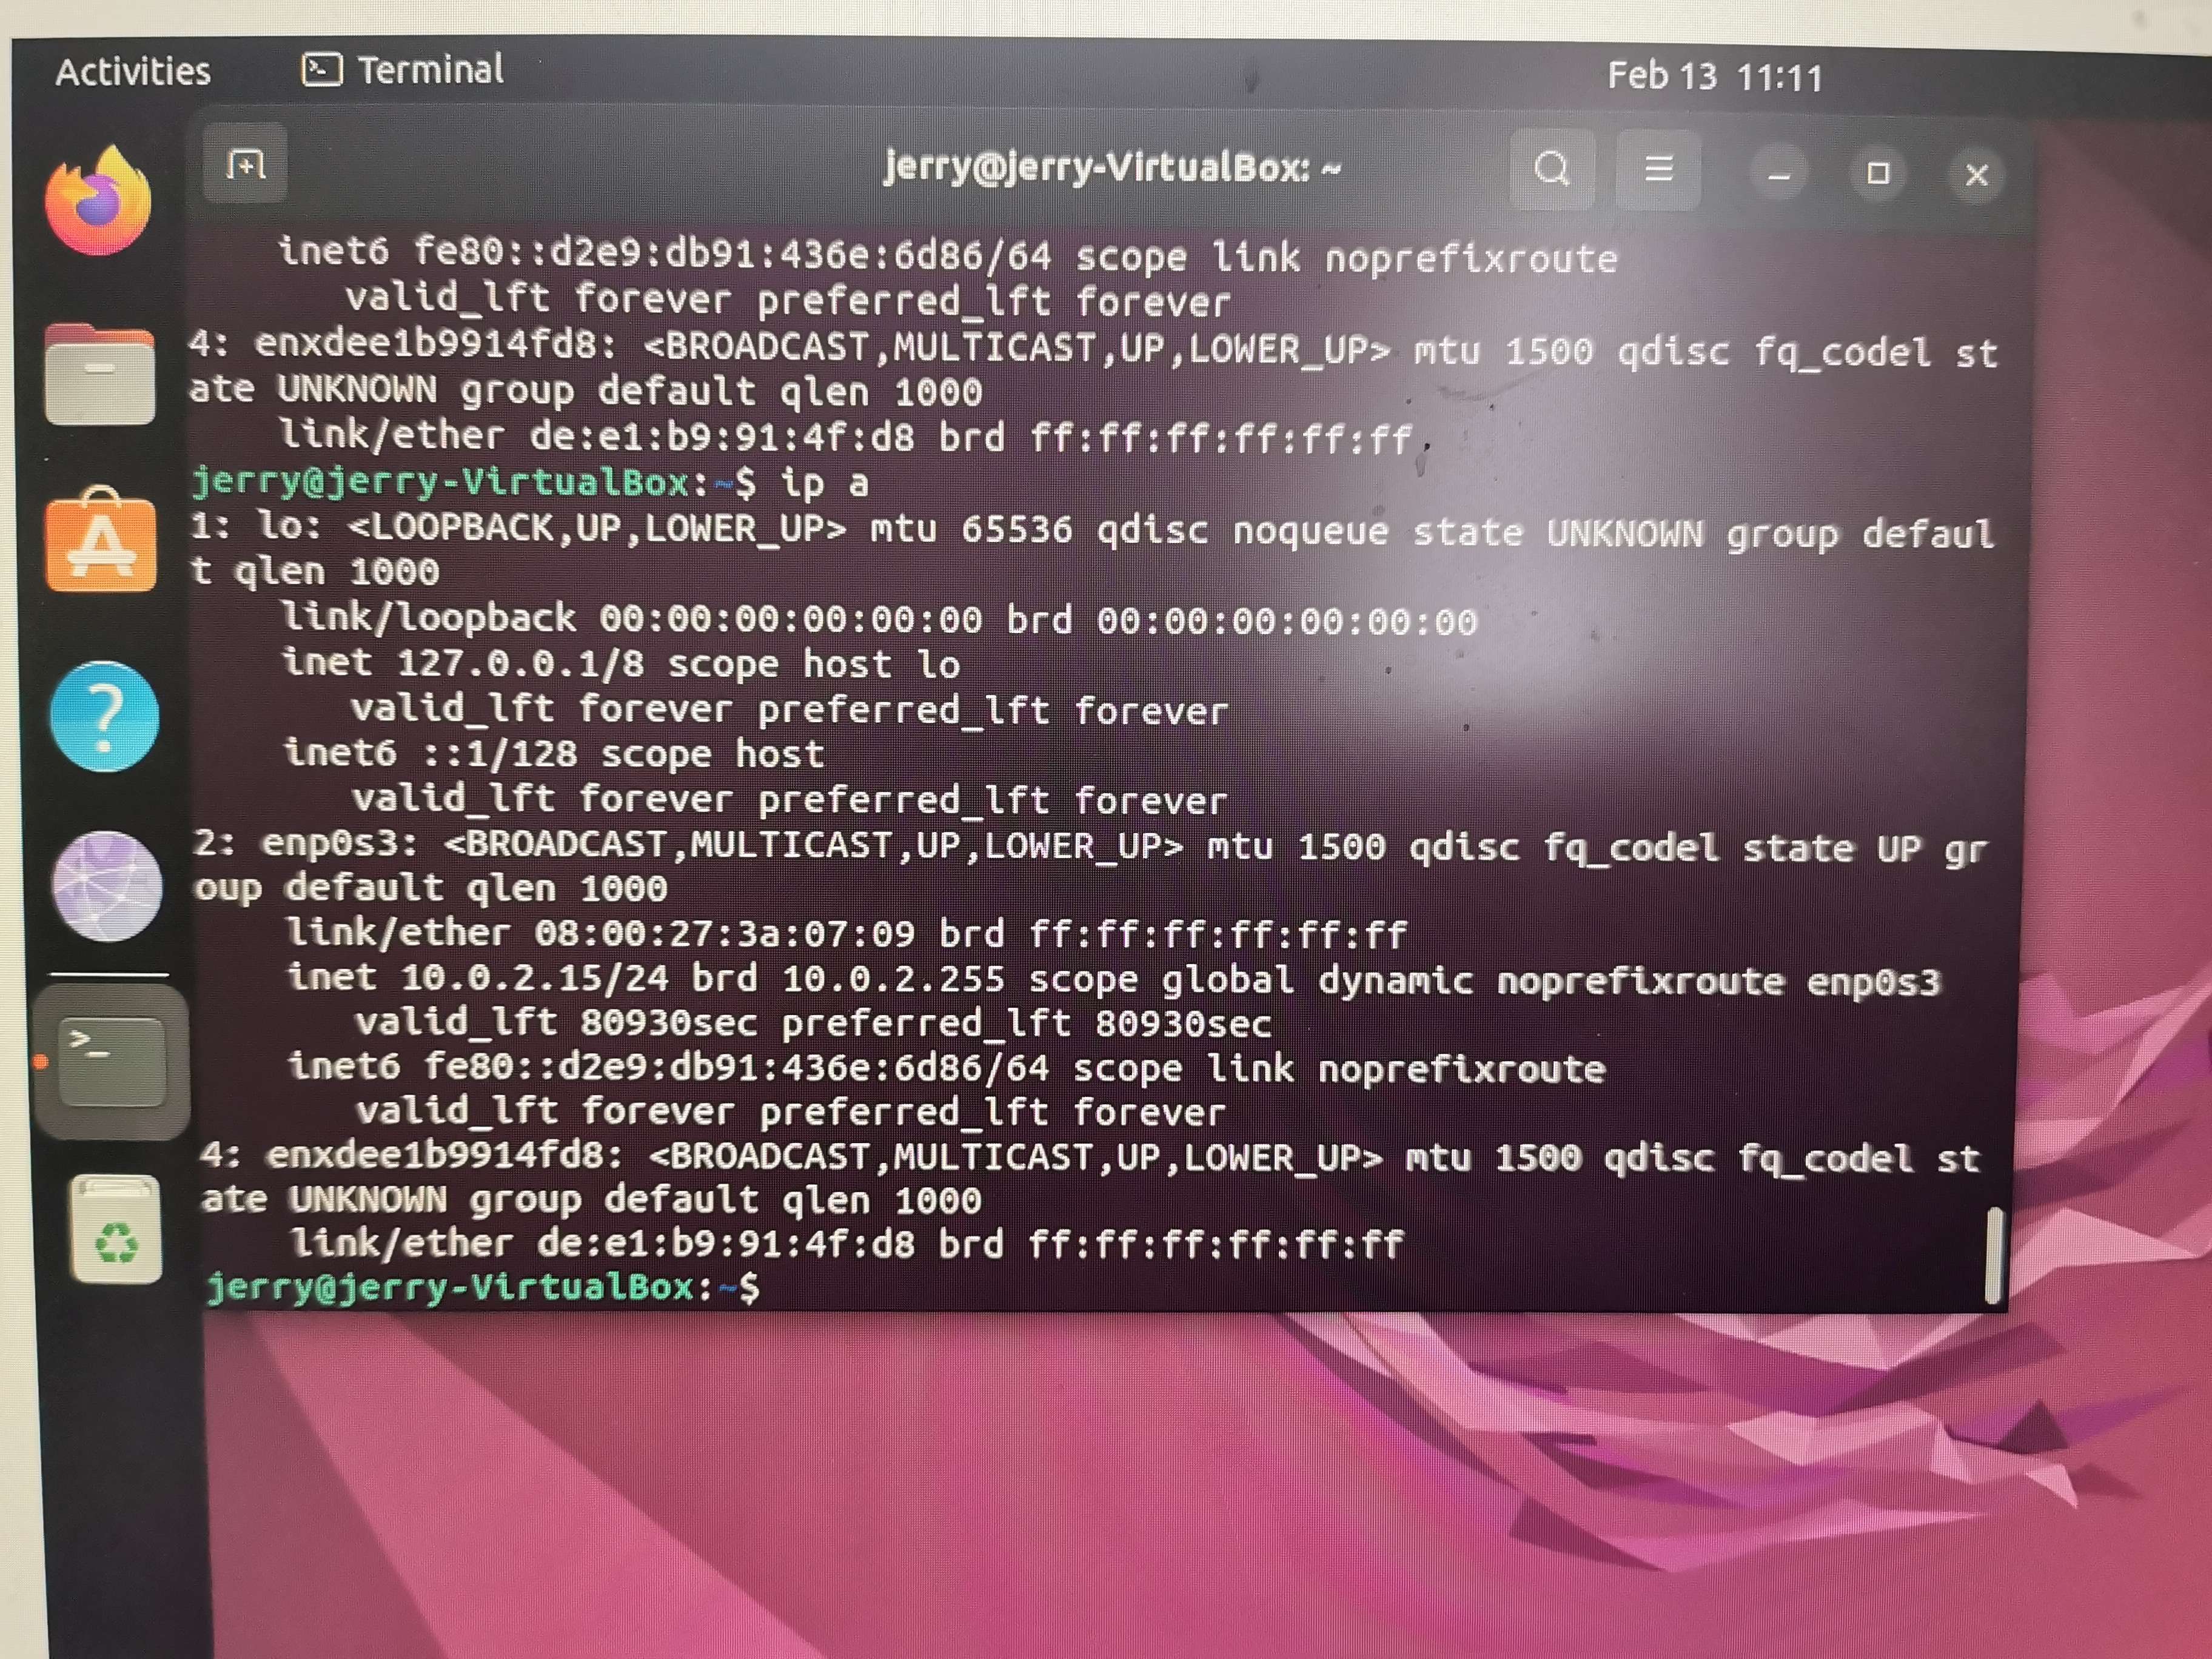 Activities Terminal Feb 13 11:11
jerry@jerry-VirtualBox: ~
inet6 fe80::d2e9:db91:436e:6d86/64 scope link noprefixroute
valid_lft forever preferred_lft forever
4: enxdee1b9914fd8: <BROADCAST,MULTICAST,UP,LOWER_UP> mtu 1500 qdisc fq_codel st
ate UNKNOWN group default qlen 1000
link/ether de:e1:b9:91:4f:d8 brd ff:ff:ff:ff:ff:ff
jerry@jerry-VirtualBox:~$ ip a
1: lo: <LOOPBACK,UP,LOWER_UP> mtu 65536 qdisc noqueue state UNKNOWN group defaul
t qlen 1000
link/loopback 00:00:00:00:00:00 brd 00:00:00:00:00:00
inet 127.0.0.1/8 scope host lo
valid_lft forever preferred_lft forever
inet6 ::1/128 scope host
valid_lft forever preferred_lft forever
2: enp0s3: <BROADCAST,MULTICAST,UP,LOWER_UP> mtu 1500 qdisc fq_codel state UP gr
oup default qlen 1000
link/ether 08:00:27:3a:07:09 brd ff:ff:ff:ff:ff:ff
inet 10.0.2.15/24 brd 10.0.2.255 scope global dynamic noprefixroute enp0s3
valid_lft 80930sec preferred_lft 80930sec
inet6 fe80::d2e9:db91:436e:6d86/64 scope link noprefixroute
valid_lft forever preferred_lft forever
4: enxdee1b9914fd8: <BROADCAST,MULTICAST,UP,LOWER_UP> mtu 1500 qdisc fq_codel st
ate UNKNOWN group default qlen 1000
link/ether de:e1:b9:91:4f:d8 brd ff:ff:ff:ff:ff:ff
jerry@jerry-VirtualBox:~$